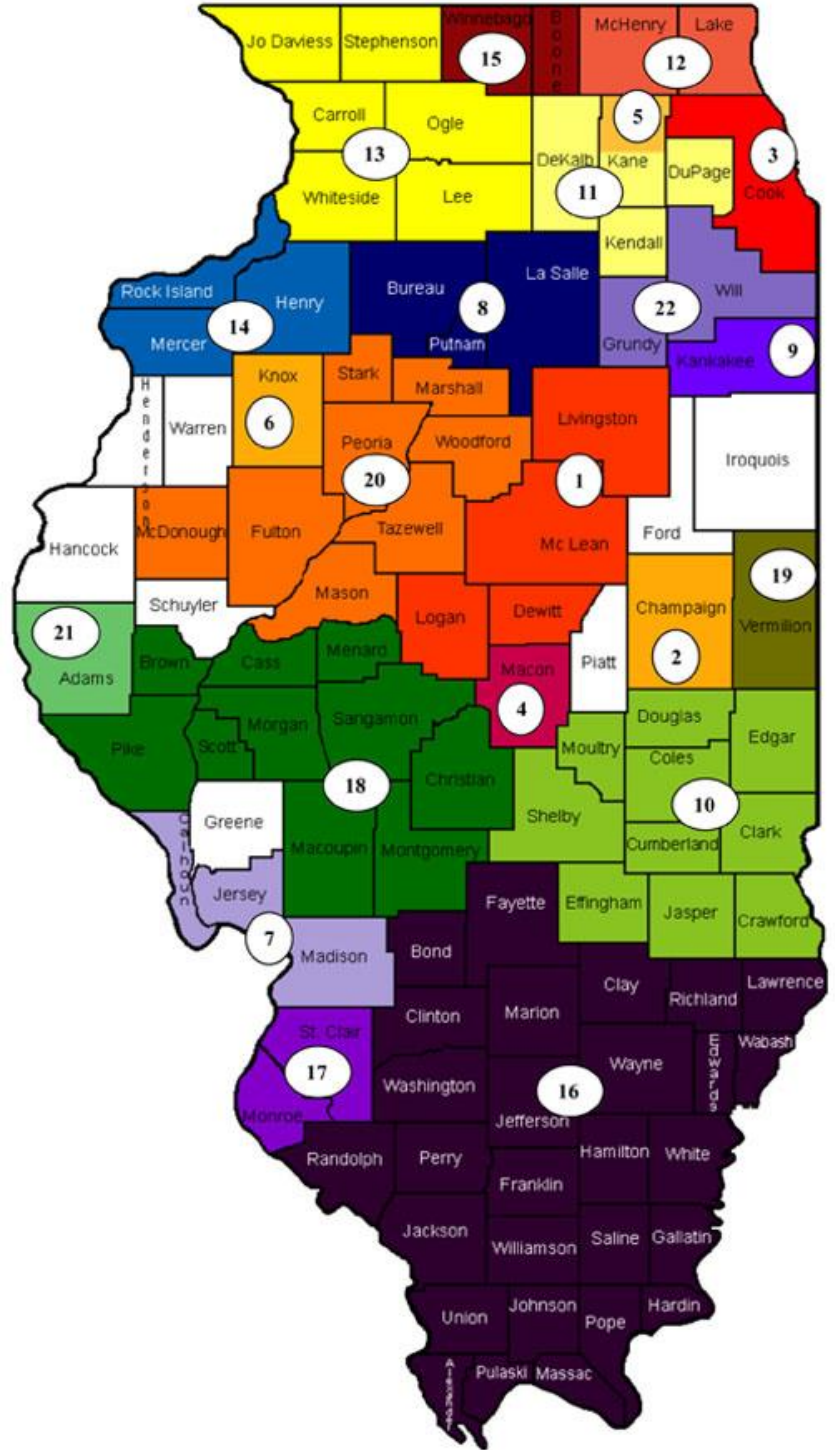 Winnebago
Boone
McHenry
Lake
Jo Daviess
Stephenson
15
12
Carroll
Ogle
5
3
13
DeKalb
Kane
DuPage
Cook
11
Whiteside
Lee
Kendall
La Salle
Bureau
Rock Island
Henry
8
22
Will
14
Putnam
Mercer
Grundy
Kankakee
9
Henderson
Knox
Stark
Marshall
Warren
6
Peoria
Woodford
Livingston
Iroquois
20
1
McDonough
Fulton
Tazewell
Ford
Hancock
Mc Lean
19
Schuyler
Mason
Logan
Dewitt
Champaign
Vermilion
21
Adams
Brown
Cass
Menard
Macon
Piatt
2
4
Pike
Scott
Morgan
Sangamon
Douglas
Edgar
Moultry
Coles
Christian
18
10
Calhoun
Greene
Shelby
Clark
Macoupin
Montgomery
Cumberland
Jersey
Fayette
Effingham
Jasper
Crawford
7
Madison
Bond
Clay
Lawrence
Richland
Clinton
Marion
St. Clair
Edwards
Wabash
Wayne
17
Washington
16
Monroe
Jefferson
Randolph
Perry
Hamilton
White
Franklin
Jackson
Williamson
Saline
Gallatin
Union
Johnson
Pope
Hardin
Alexander
Pulaski
Massac